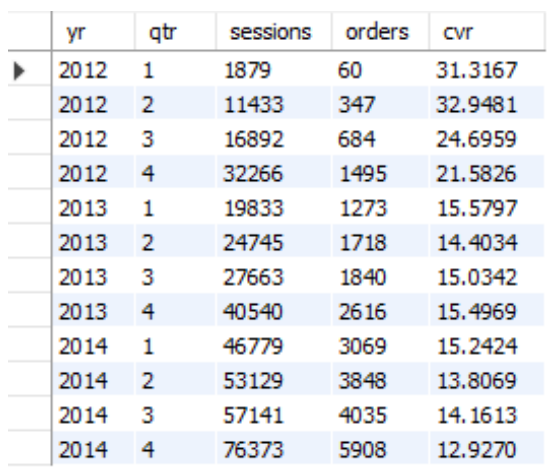 yr qtr sessions orders cvr
2012 1 1879 60 31.3167
2012 2 11433 347 32.9481
2012 3 16892 684 24.6959
2012 4 32266 1495 21.5826
2013 1 19833 1273 15.5797
2013 2 24745 1718 14.4034
2013 3 27663 1840 15.0342
2013 4 40540 2616 15.4969
2014 1 46779 3069 15.2424
2014 2 53129 3848 13.8069
2014 3 57141 4035 14.1613
2014 4 76373 5908 12.9270